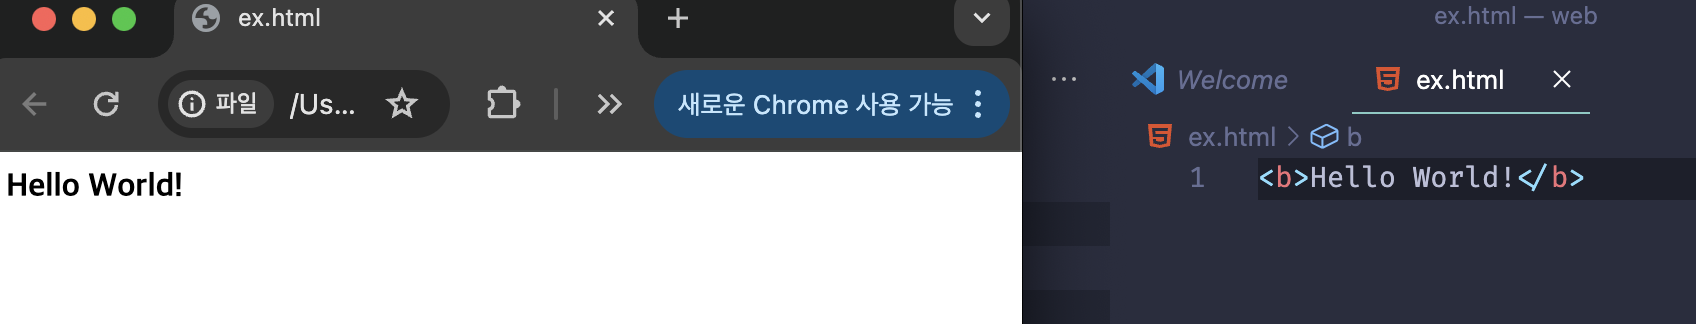 ex.html
파일 /Us... 새로운 Chrome 사용 가능
Hello World!
ex.html — web
Welcome ex.html
ex.html > b
1 <b>Hello World!</b>